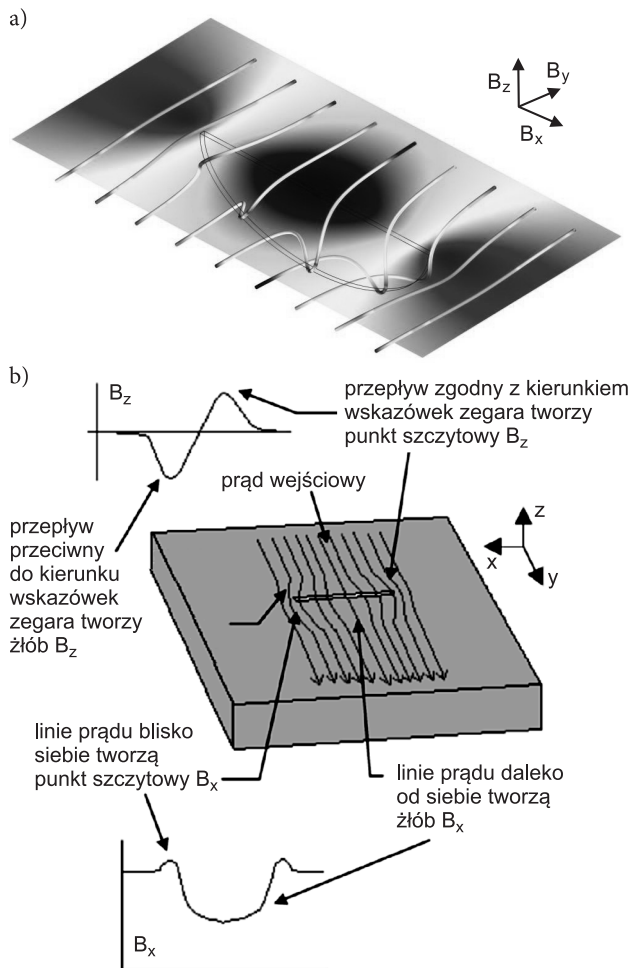 a)
B_z
B_y
B_x
b)
B_z
przepływ zgodny z kierunkiem
wskazówek zegara tworzy
punkt szczytowy B_z
prąd wejściowy
przepływ
przeciwny
do kierunku
wskazówek
zegara tworzy
żłób B_z
z
x
y
linie prądu blisko
siebie tworzą
punkt szczytowy B_x
linie prądu daleko
od siebie tworzą
żłób B_x
B_x